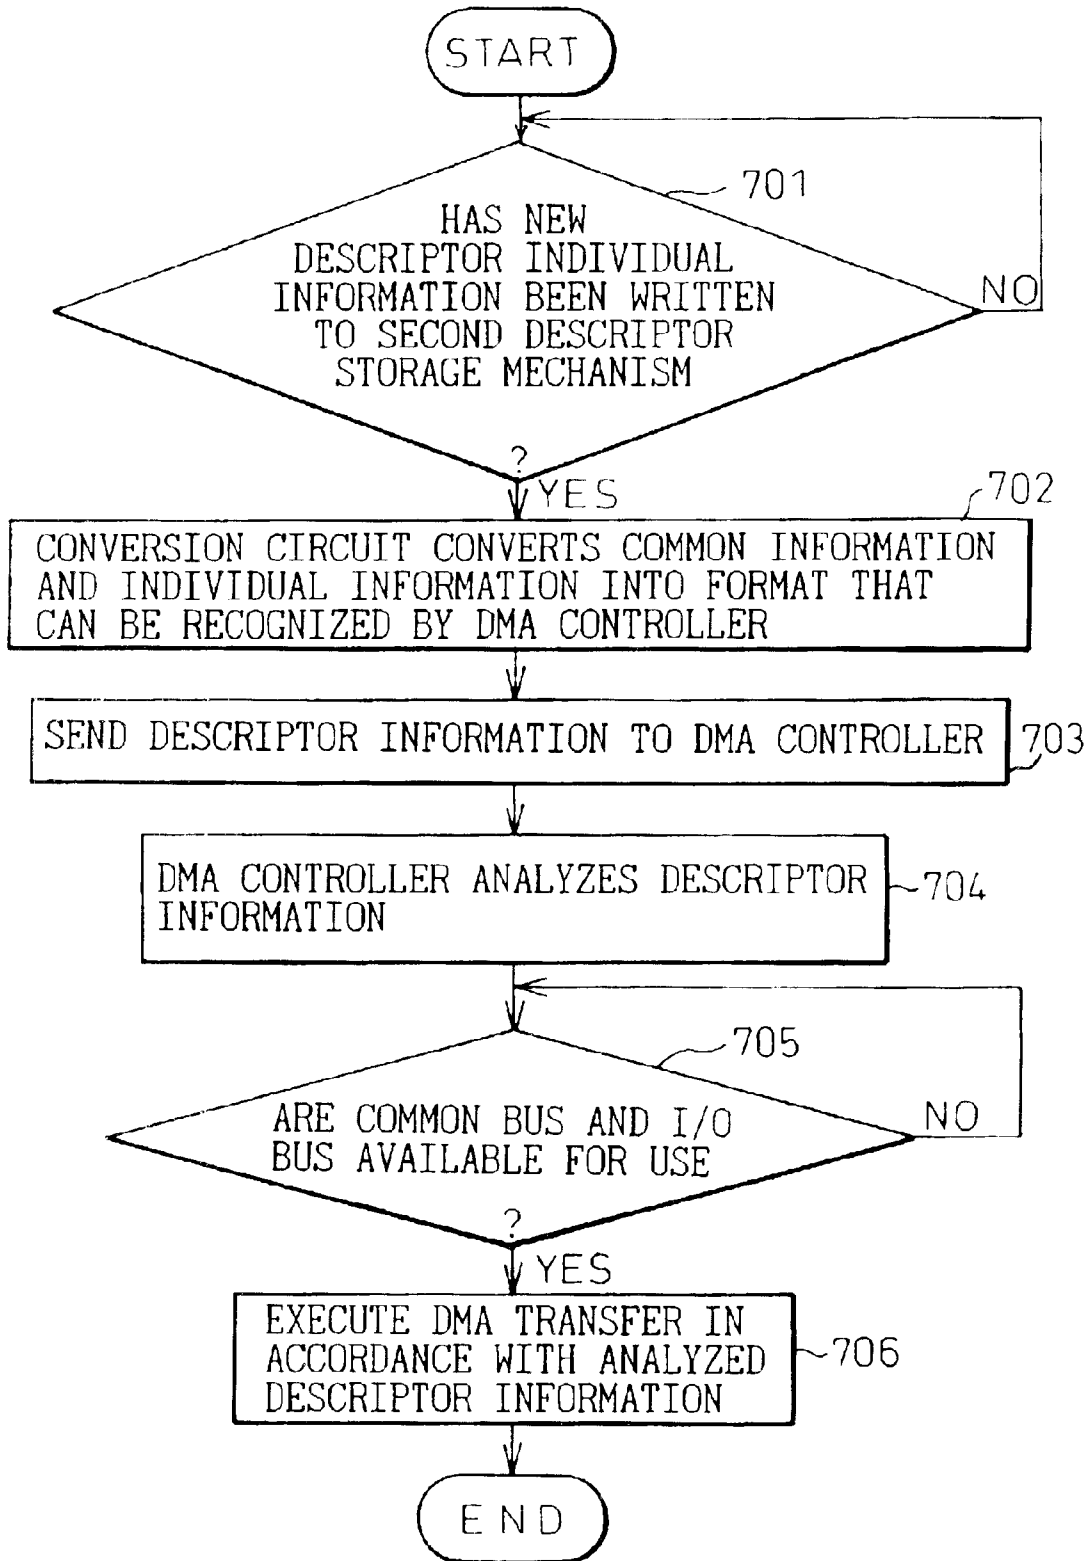 START
701
HAS NEW
DESCRIPTOR INDIVIDUAL
INFORMATION BEEN WRITTEN
TO SECOND DESCRIPTOR
STORAGE MECHANISM
?
NO
YES
702
CONVERSION CIRCUIT CONVERTS COMMON INFORMATION
AND INDIVIDUAL INFORMATION INTO FORMAT THAT
CAN BE RECOGNIZED BY DMA CONTROLLER
SEND DESCRIPTOR INFORMATION TO DMA CONTROLLER
703
DMA CONTROLLER ANALYZES DESCRIPTOR
INFORMATION
704
705
ARE COMMON BUS AND I/O
BUS AVAILABLE FOR USE
?
NO
YES
EXECUTE DMA TRANSFER IN
ACCORDANCE WITH ANALYZED
DESCRIPTOR INFORMATION
706
END